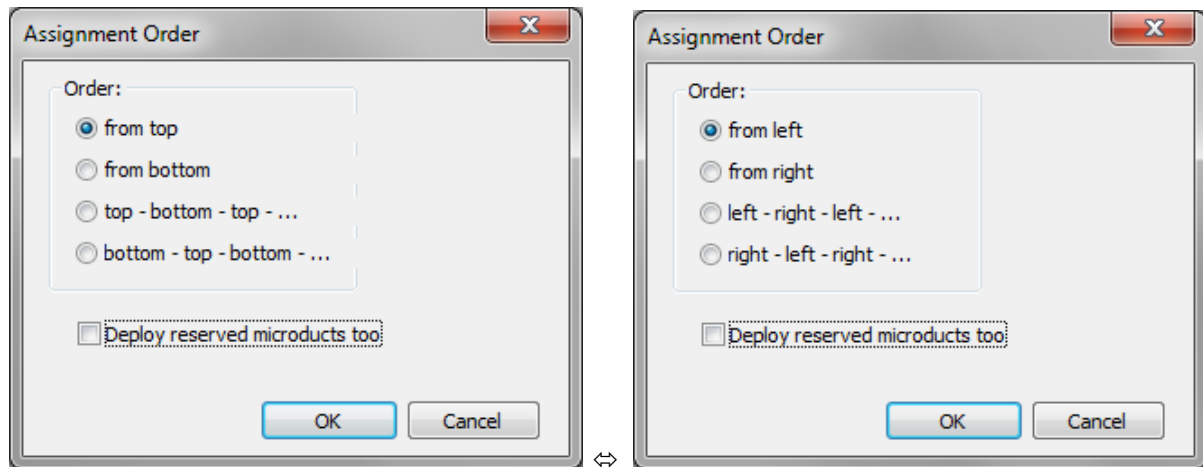 Assignment Order
Order:
from top
from bottom
top - bottom - top - ...
bottom - top - bottom - ...
Deploy reserved microducts too
OK Cancel
⇔
Assignment Order
Order:
from left
from right
left - right - left - ...
right - left - right - ...
Deploy reserved microducts too
OK Cancel